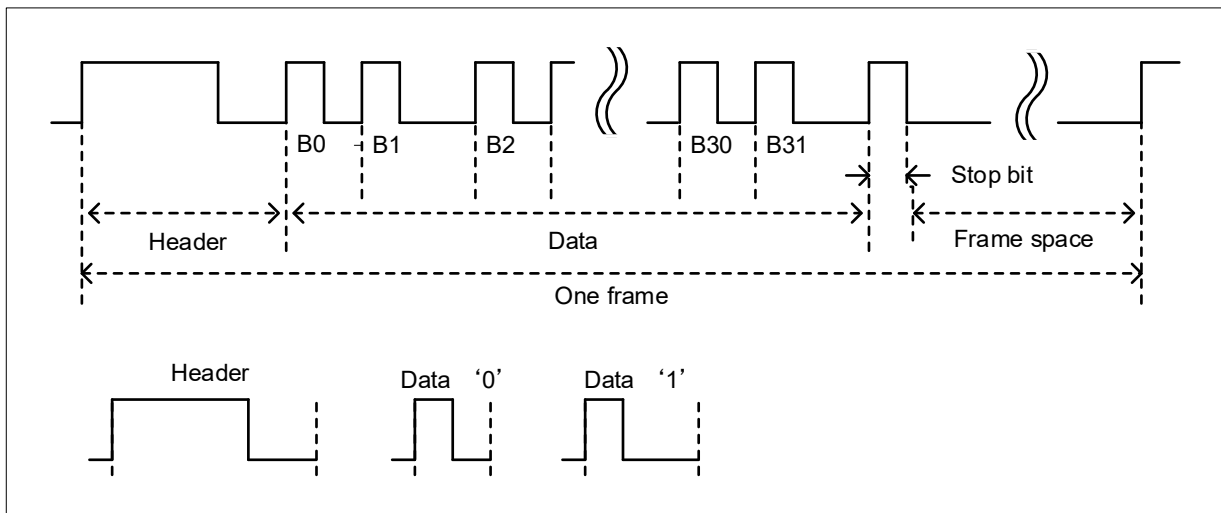 B0 B1 B2 B30 B31
Stop bit
Header Data Frame space
One frame
Header Data ‘0’ Data ‘1’